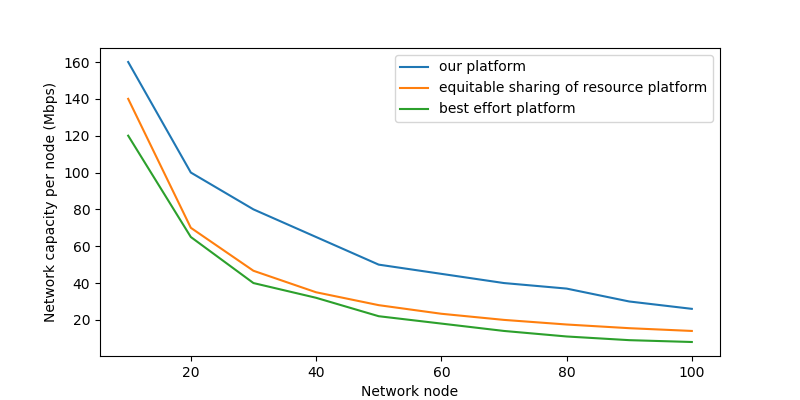 our platform
equitable sharing of resource platform
best effort platform
160
140
120
100
80
60
40
20
Network capacity per node (Mbps)
20 40 60 80 100
Network node